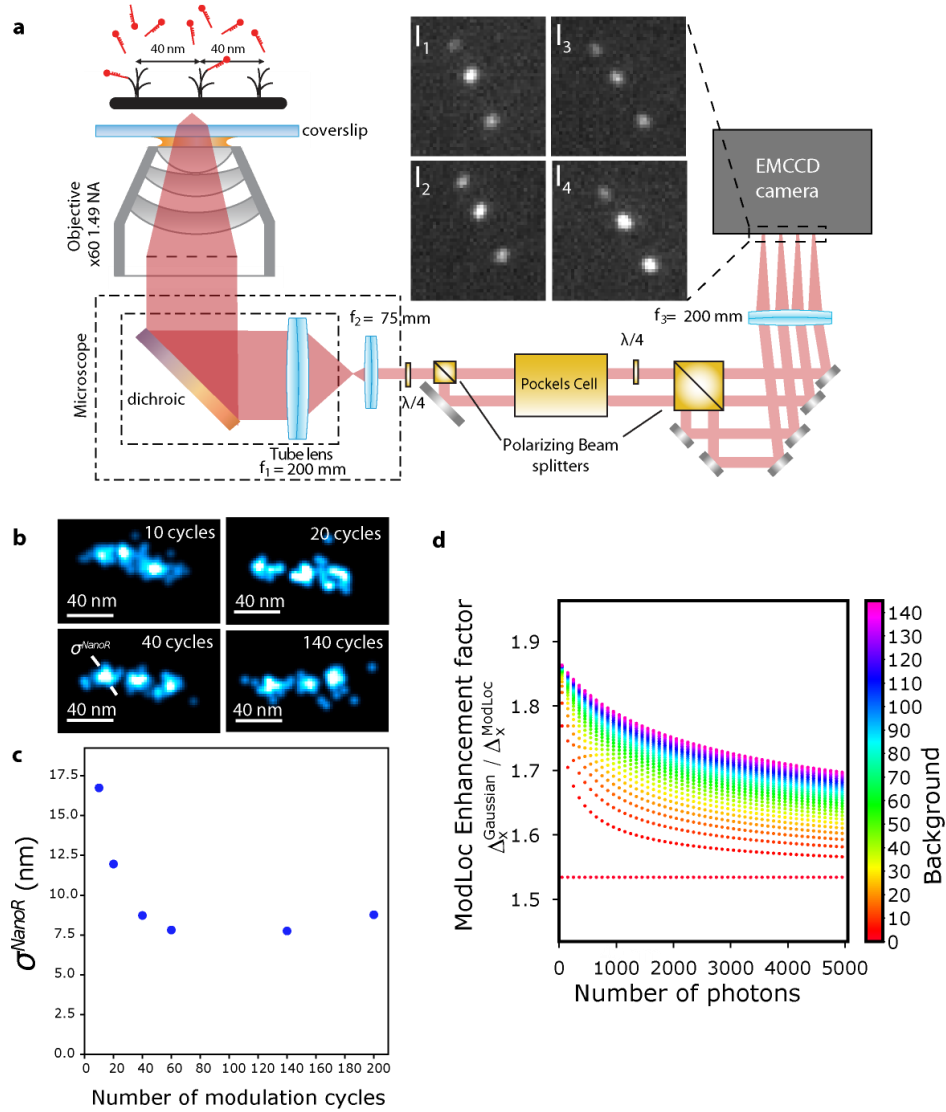 a
40 nm
40 nm
coverslip
Objective
x60 1.49 NA
I1
I3
I2
I4
EMCCD
camera
f3= 200 mm
Microscope
dichroic
Tube lens
f1 = 200 mm
f2= 75 mm
λ/4
Pockels Cell
λ/4
Polarizing Beam
splitters
b
10 cycles
40 nm
20 cycles
40 nm
40 cycles
σNanoR
40 nm
140 cycles
40 nm
c
σNanoR (nm)
17.5
15.0
12.5
10.0
7.5
5.0
2.5
0.0
0 20 40 60 80 100 120 140 160 180 200
Number of modulation cycles
d
ModLoc Enhancement factor
ΔxGaussian / ΔxModLoc
1.9
1.8
1.7
1.6
1.5
0 1000 2000 3000 4000 5000
Number of photons
140
130
120
110
100
90
80
70
60
50
40
30
20
10
0
Background